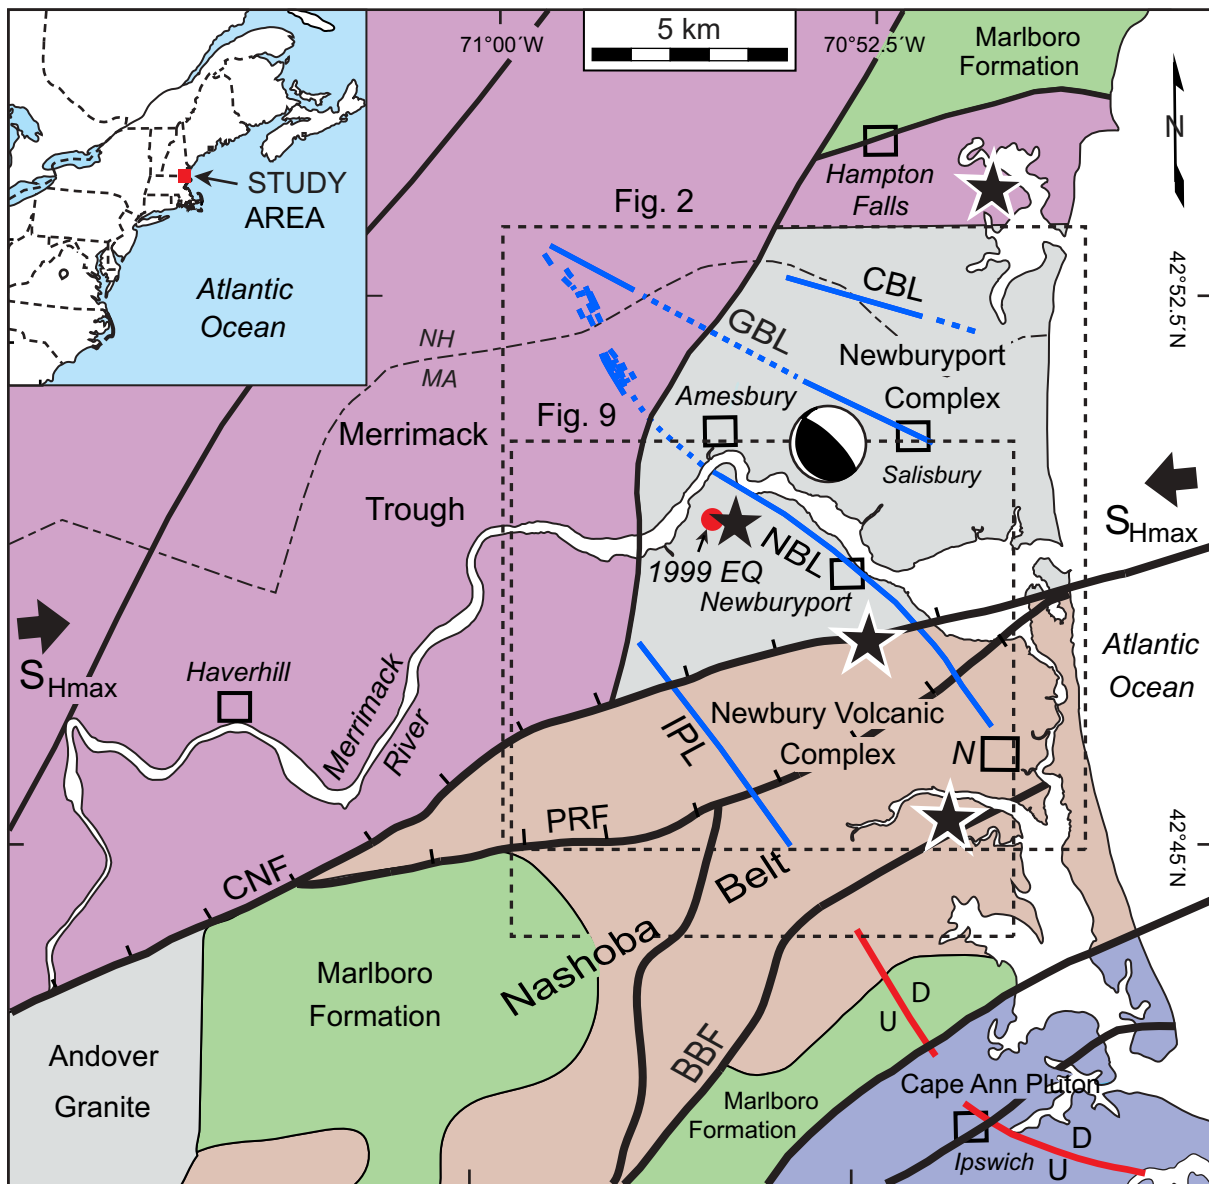 71°00´W
5 km
70°52.5´W
Marlboro
Formation
N
STUDY
AREA
Atlantic
Ocean
Hampton
Falls
Fig. 2
42°52.5´N
CBL
GBL
NH
MA
Newburyport
Complex
Fig. 9
Amesbury
Merrimack
Trough
Salisbury
SHmax
NBL
1999 EQ
Newburyport
SHmax
Haverhill
Merrimack
River
Atlantic
Ocean
IPL
Newbury Volcanic
Complex
N
PRF
CNF
42°45´N
Nashoba
Belt
Marlboro
Formation
D
U
BBF
Andover
Granite
Cape Ann Pluton
Marlboro
Formation
D
U
Ipswich